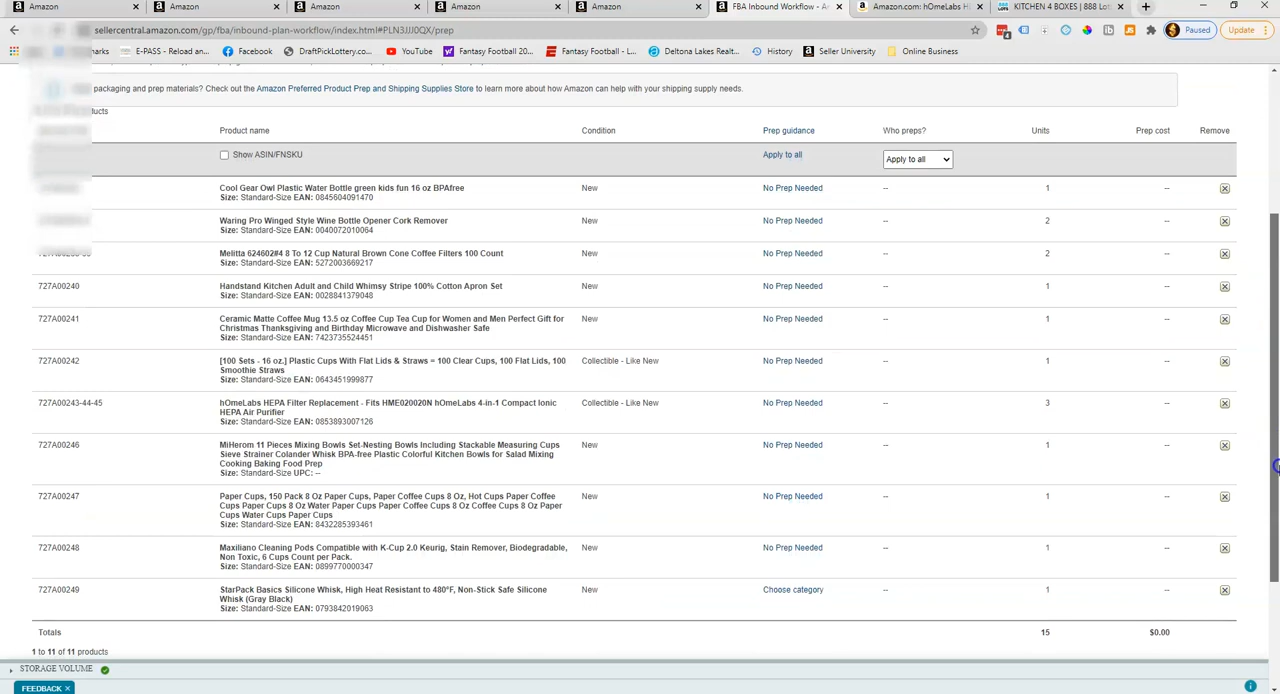 Amazon × Amazon × Amazon × Amazon × Amazon × FBA Inbound Workflow - A × Amazon.com: hOmeLabs H × KITCHEN 4 BOXES | 888 Lot × +
sellercentral.amazon.com/gp/fba/inbound-plan-workflow/index.html#PLN3JJJ0QX/prep Paused Update
E-PASS - Reload an... Facebook DraftPickLottery.co... YouTube Fantasy Football 20... Fantasy Football - L... Deltona Lakes Realt... History Seller University Online Business
packaging and prep materials? Check out the Amazon Preferred Product Prep and Shipping Supplies Store to learn more about how Amazon can help with your shipping supply needs.
Product name Condition Prep guidance Who preps? Units Prep cost Remove
Show ASIN/FNSKU Apply to all Apply to all
Cool Gear Owl Plastic Water Bottle green kids fun 16 oz BPAfree New No Prep Needed -- 1 --
Size: Standard-Size EAN: 0845604091470
Waring Pro Winged Style Wine Bottle Opener Cork Remover New No Prep Needed -- 2 --
Size: Standard-Size EAN: 0040072010064
Melitta 624602#4 8 To 12 Cup Natural Brown Cone Coffee Filters 100 Count New No Prep Needed -- 2 --
Size: Standard-Size EAN: 5272003669217
727A00240 Handstand Kitchen Adult and Child Whimsy Stripe 100% Cotton Apron Set New No Prep Needed -- 1 --
Size: Standard-Size EAN: 0028841379048
727A00241 Ceramic Matte Coffee Mug 13.5 oz Coffee Cup Tea Cup for Women and Men Perfect Gift for New No Prep Needed -- 1 --
Christmas Thanksgiving and Birthday Microwave and Dishwasher Safe
Size: Standard-Size EAN: 7423735524451
727A00242 [100 Sets - 16 oz.] Plastic Cups With Flat Lids & Straws = 100 Clear Cups, 100 Flat Lids, 100 Collectible - Like New No Prep Needed -- 1 --
Smoothie Straws
Size: Standard-Size EAN: 0643451999877
727A00243-44-45 hOmeLabs HEPA Filter Replacement - Fits HME020020N hOmeLabs 4-in-1 Compact Ionic Collectible - Like New No Prep Needed -- 3 --
HEPA Air Purifier
Size: Standard-Size EAN: 0853893007126
727A00246 MiHerom 11 Pieces Mixing Bowls Set-Nesting Bowls Including Stackable Measuring Cups New No Prep Needed -- 1 --
Sieve Strainer Colander Whisk BPA-free Plastic Colorful Kitchen Bowls for Salad Mixing
Cooking Baking Food Prep
Size: Standard-Size UPC: --
727A00247 Paper Cups, 150 Pack 8 Oz Paper Cups, Paper Coffee Cups 8 Oz, Hot Cups Paper Coffee New No Prep Needed -- 1 --
Cups Paper Cups 8 Oz Water Paper Cups Paper Coffee Cups 8 Oz Coffee Cups 8 Oz Paper
Cups Water Cups Paper Cups
Size: Standard-Size EAN: 8432285393461
727A00248 Maxiliano Cleaning Pods Compatible with K-Cup 2.0 Keurig, Stain Remover, Biodegradable, New No Prep Needed -- 1 --
Non Toxic, 6 Cups Count per Pack.
Size: Standard-Size EAN: 0899770000347
727A00249 StarPack Basics Silicone Whisk, High Heat Resistant to 480°F, Non-Stick Safe Silicone New Choose category -- 1 --
Whisk (Gray Black)
Size: Standard-Size EAN: 0793842019063
Totals 15 $0.00
1 to 11 of 11 products
STORAGE VOLUME
FEEDBACK ×